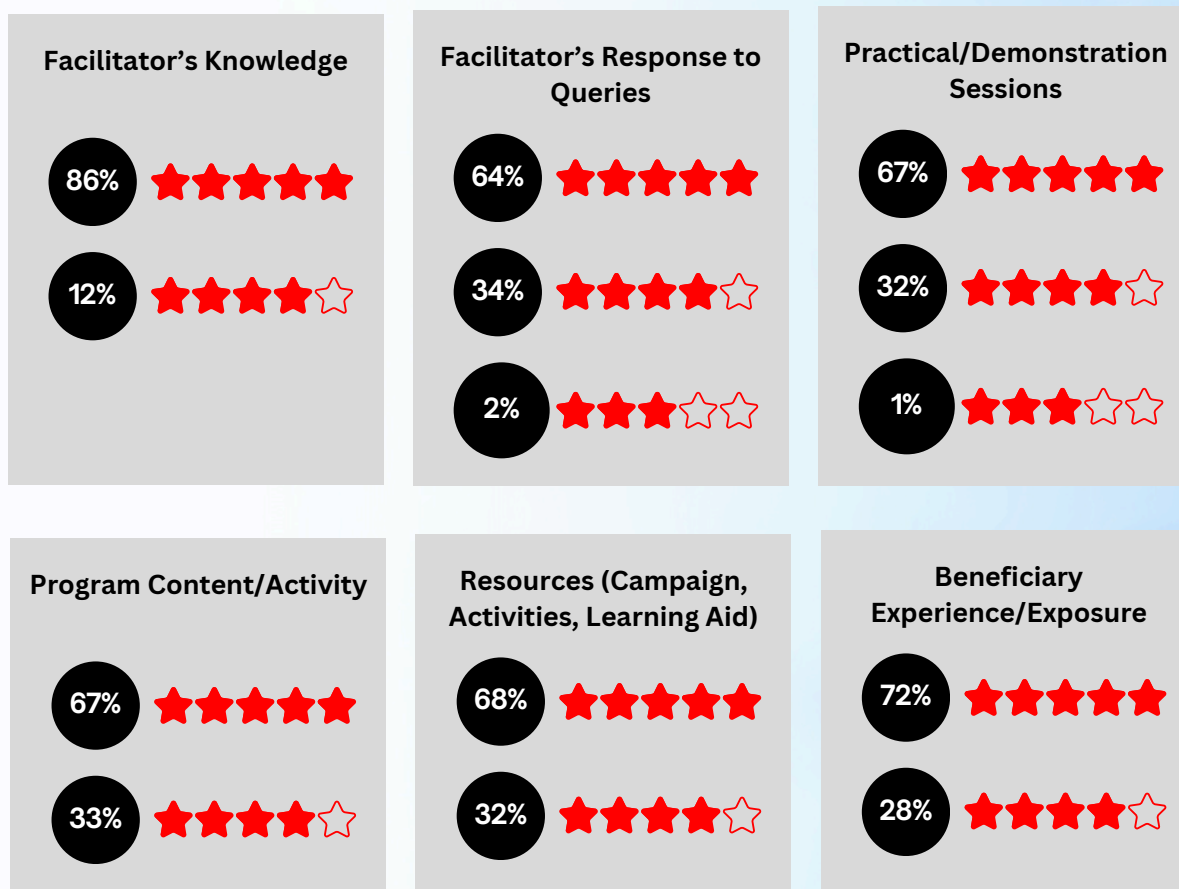 Facilitator's Knowledge
86%
12%
Facilitator's Response to
Queries
64%
34%
2%
Practical/Demonstration
Sessions
67%
32%
1%
Program Content/Activity
67%
33%
Resources (Campaign,
Activities, Learning Aid)
68%
32%
Beneficiary
Experience/Exposure
72%
28%